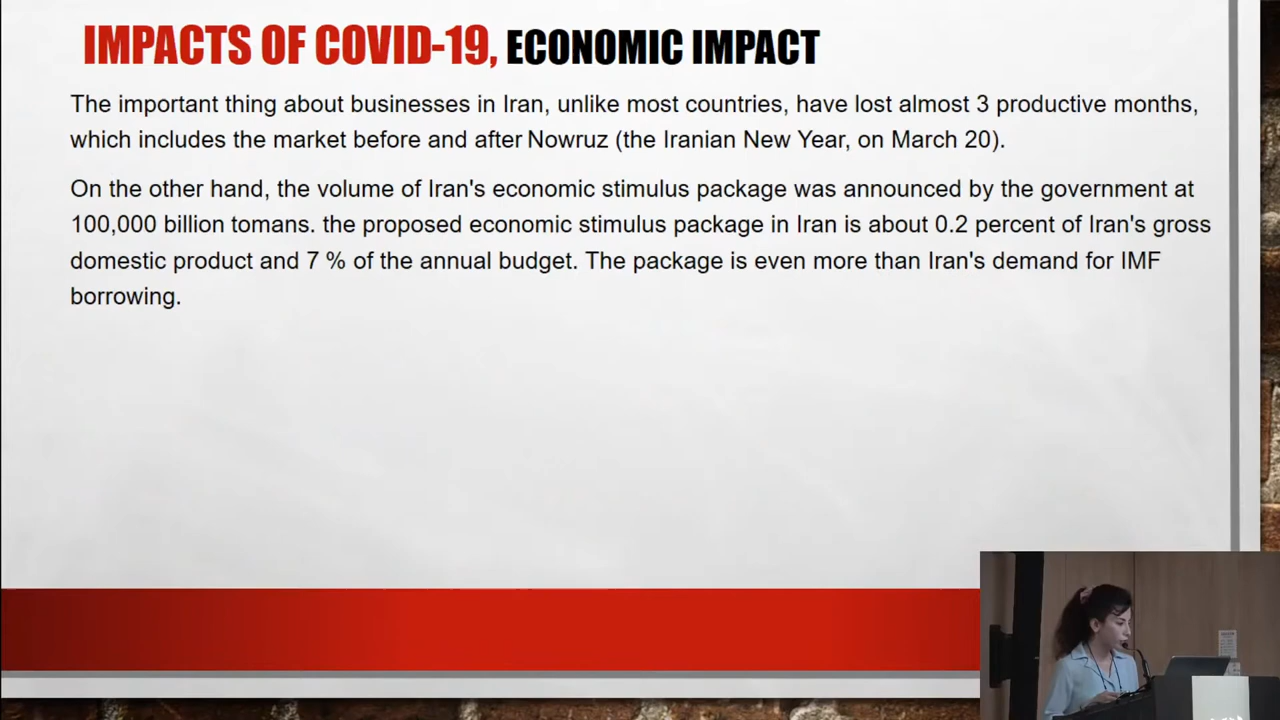 IMPACTS OF COVID-19, ECONOMIC IMPACT
The important thing about businesses in Iran, unlike most countries, have lost almost 3 productive months,
which includes the market before and after Nowruz (the Iranian New Year, on March 20).
On the other hand, the volume of Iran's economic stimulus package was announced by the government at
100,000 billion tomans. the proposed economic stimulus package in Iran is about 0.2 percent of Iran's gross
domestic product and 7 % of the annual budget. The package is even more than Iran's demand for IMF
borrowing.